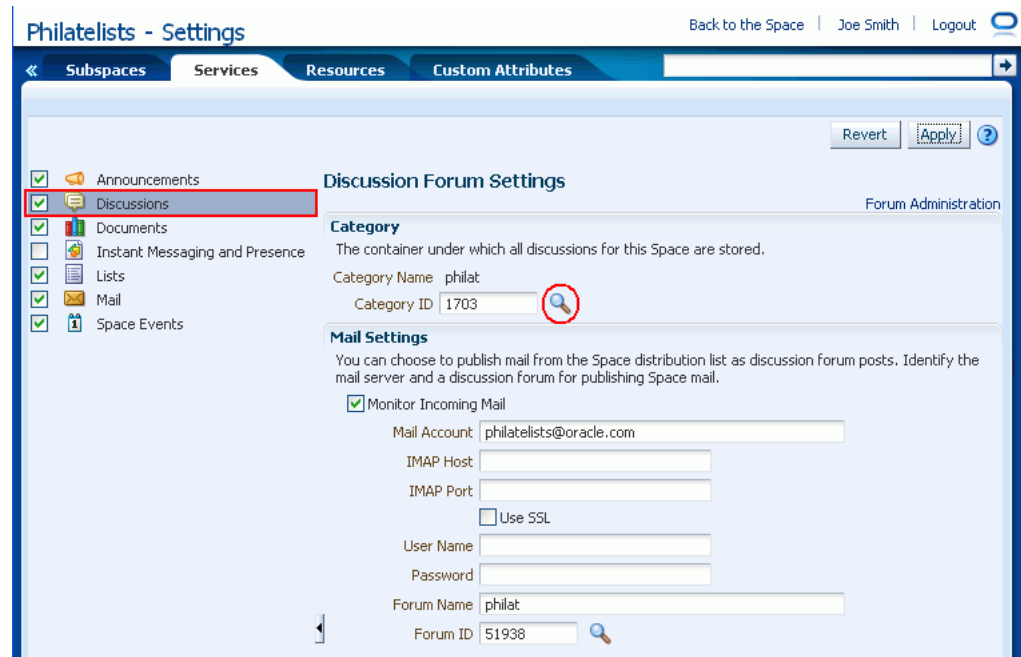 Philatelists - Settings
Back to the Space | Joe Smith | Logout
« Subspaces Services Resources Custom Attributes
Revert Apply ?
Announcements
Discussions
Documents
Instant Messaging and Presence
Lists
Mail
1 Space Events
Discussion Forum Settings
Forum Administration
Category
The container under which all discussions for this Space are stored.
Category Name philat
Category ID 1703
Mail Settings
You can choose to publish mail from the Space distribution list as discussion forum posts. Identify the
mail server and a discussion forum for publishing Space mail.
Monitor Incoming Mail
Mail Account philatelists@oracle.com
IMAP Host
IMAP Port
Use SSL
User Name
Password
Forum Name philat
Forum ID 51938